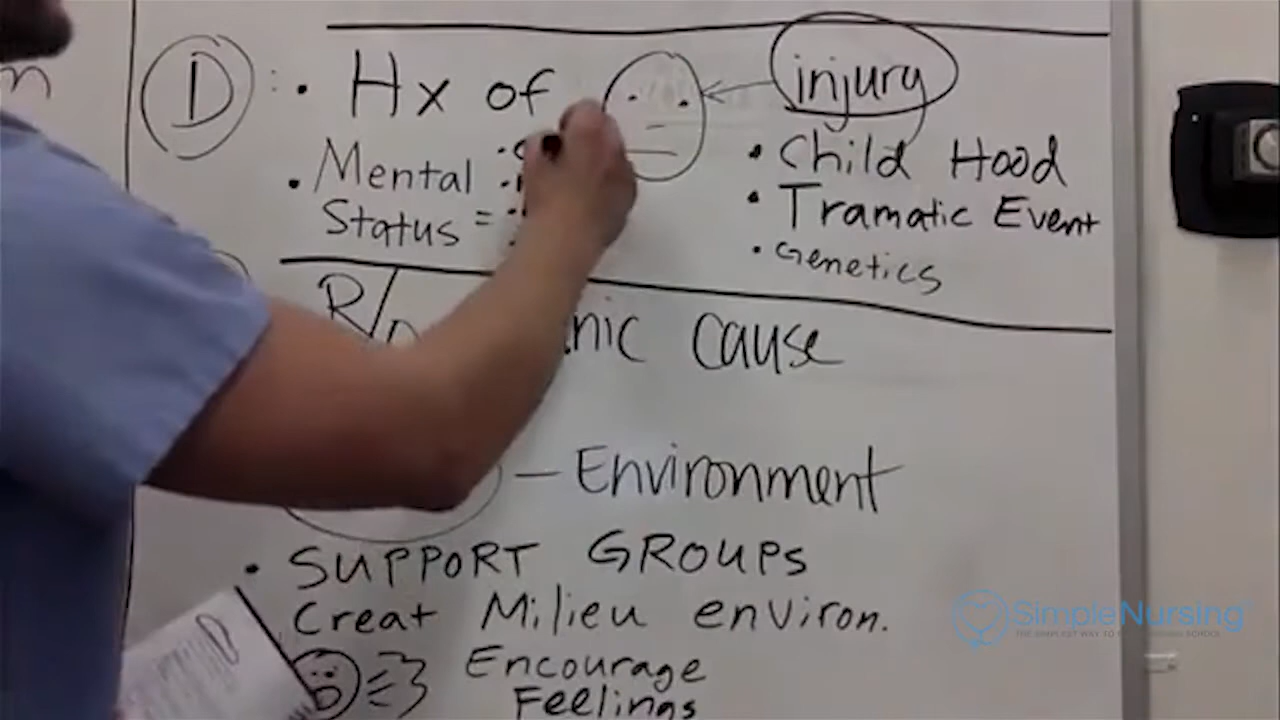 D : • Hx of
injury
• Mental
Status =
• Child Hood
• Tramatic Event
• Genetics
R/
nic cause
— Environment
• SUPPORT GROUPS
Creat Milieu environ.
Encourage
Feelings
SimpleNursing